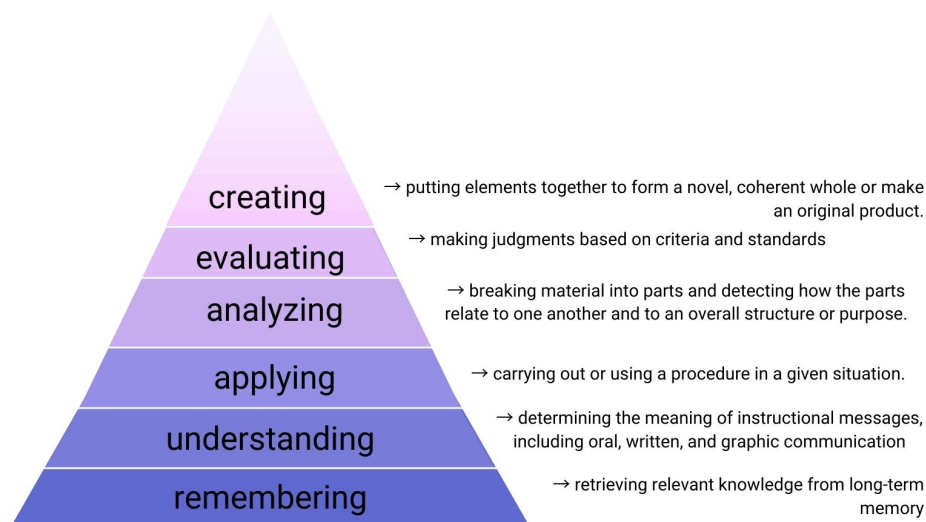 creating
→ putting elements together to form a novel, coherent whole or make
an original product.
evaluating
→ making judgments based on criteria and standards
analyzing
→ breaking material into parts and detecting how the parts
relate to one another and to an overall structure or purpose.
applying
→ carrying out or using a procedure in a given situation.
understanding
→ determining the meaning of instructional messages,
including oral, written, and graphic communication
remembering
→ retrieving relevant knowledge from long-term
memory